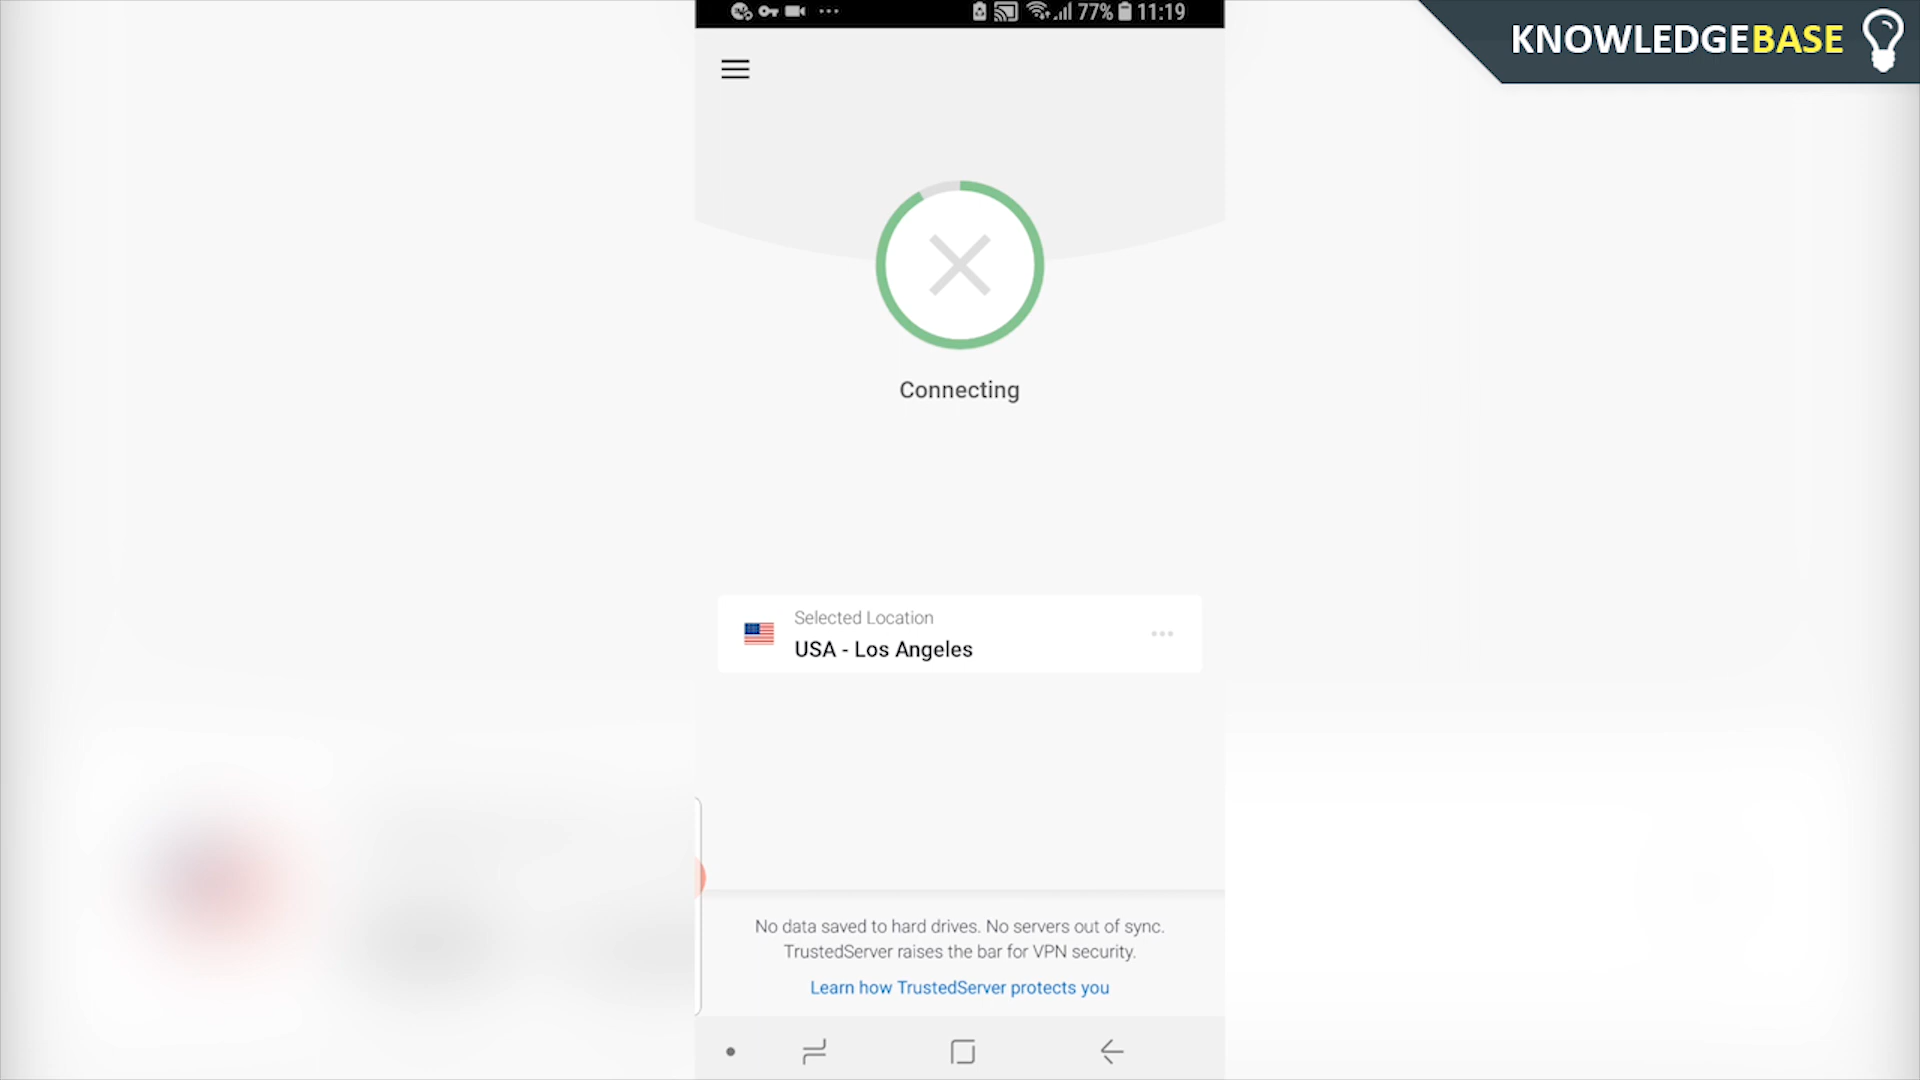 77% 11:19
KNOWLEDGEBASE
Connecting
Selected Location
USA - Los Angeles
No data saved to hard drives. No servers out of sync.
TrustedServer raises the bar for VPN security.
Learn how TrustedServer protects you